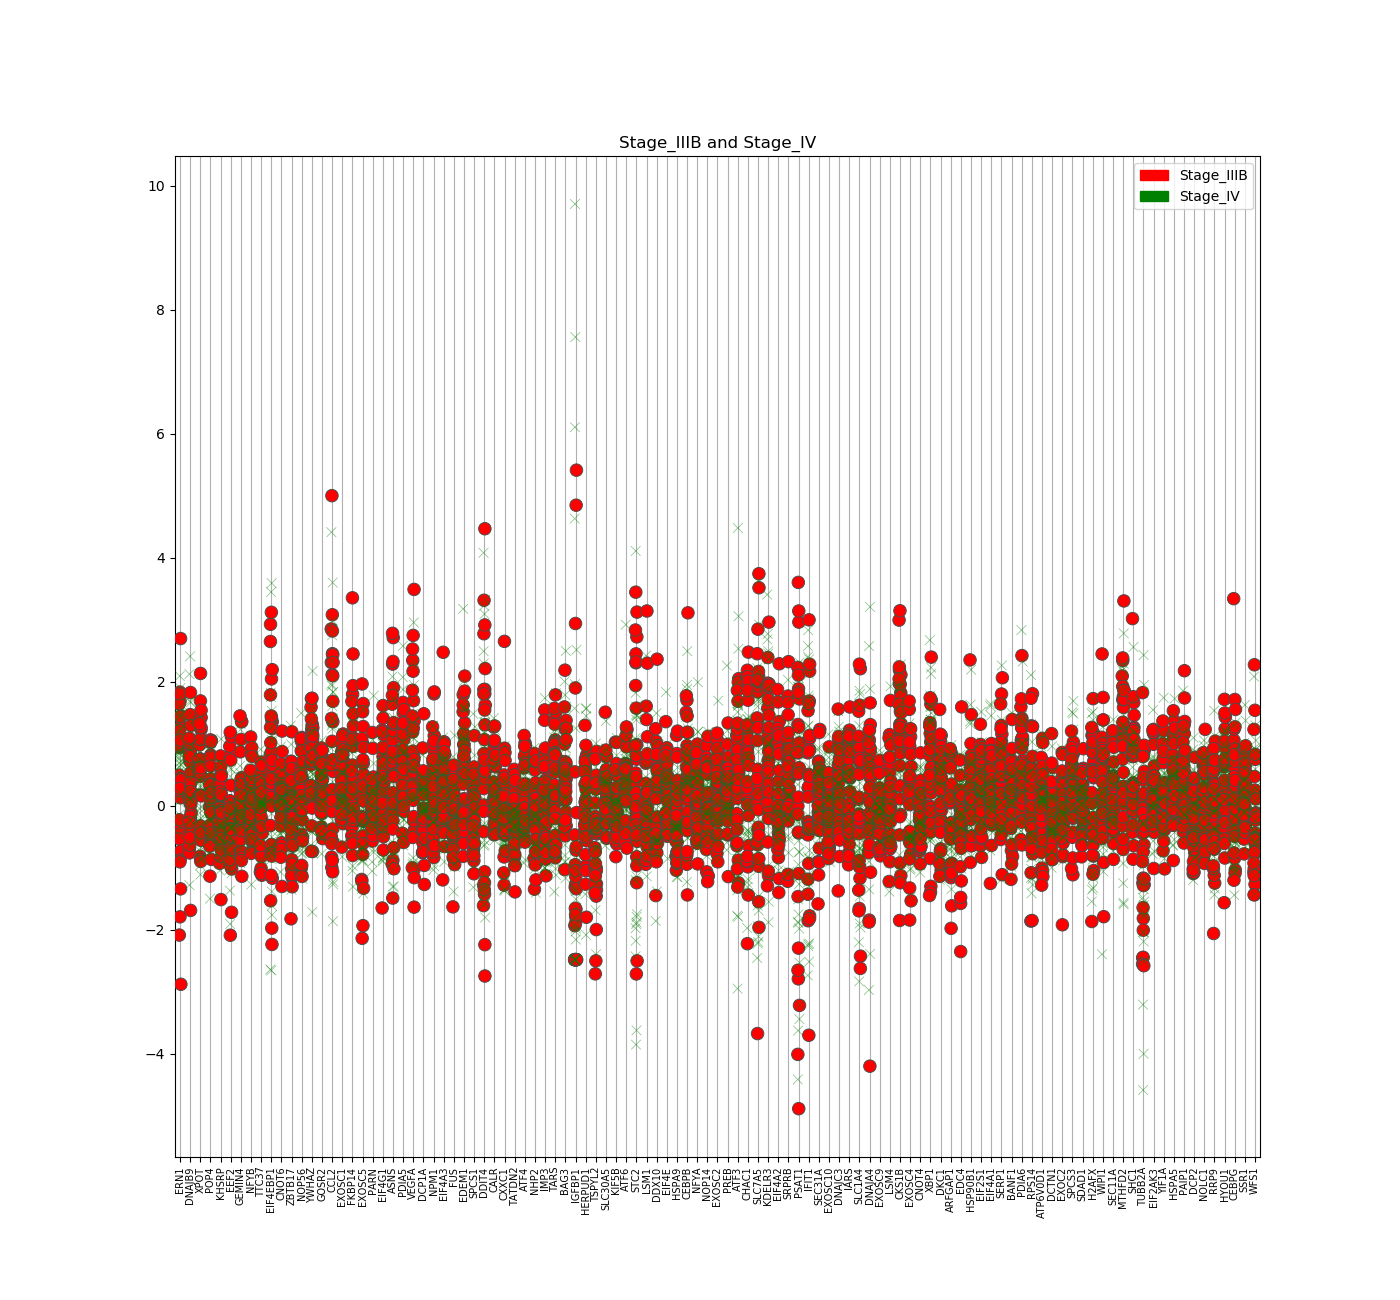 Stage_IIIB and Stage_IV
Stage_IIIB
Stage_IV
10
8
6
4
2
0
−2
−4
ERN1
DNAJB9
XPOT
POP4
KHSRP
EEF2
GEMIN4
NFYB
TTC37
EIF4EBP1
CNOT6
ZBTB17
NOP56
YWHAZ
GOSR2
CCL2
EXOSC1
FKBP14
EXOSC5
PARN
EIF4G1
ASNS
PDIA5
VEGFA
DCP1A
NPM1
EIF4A3
FUS
EDEM1
SPCS1
DDIT4
CALR
CXXC1
TATDN2
ATF4
NHP2
IMP3
TARS
BAG3
IGFBP1
HERPUD1
TSPYL2
SLC30A5
KIF5B
ATF6
STC2
LSM1
DDX10
EIF4E
HSPA9
CEBPB
NFYA
NOP14
EXOSC2
PREB
ATF3
CHAC1
SLC7A5
KDELR3
EIF4A2
SRPRB
PSAT1
IFIT1
SEC31A
EXOSC10
DNAJC3
IARS
SLC1A4
DNAJA4
EXOSC9
LSM4
CKS1B
EXOSC4
CNOT4
XBP1
DKC1
ARFGAP1
EDC4
HSP90B1
EIF2S1
EIF4A1
SERP1
BANF1
PDIA6
RPS14
ATP6V0D1
DCTN1
EXOC2
SPCS3
SDAD1
H2AFX
WIPI1
SEC11A
MTHFD2
SHC1
TUBB2A
EIF2AK3
YIF1A
HSPA5
PAIP1
DCP2
NOLC1
RRP9
HYOU1
CEBPG
SSR1
WFS1